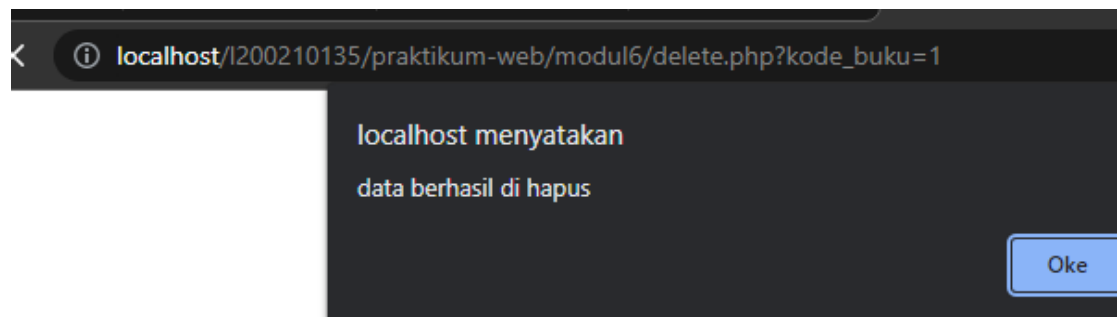 localhost/l200210135/praktikum-web/modul6/delete.php?kode_buku=1
localhost menyatakan
data berhasil di hapus
Oke